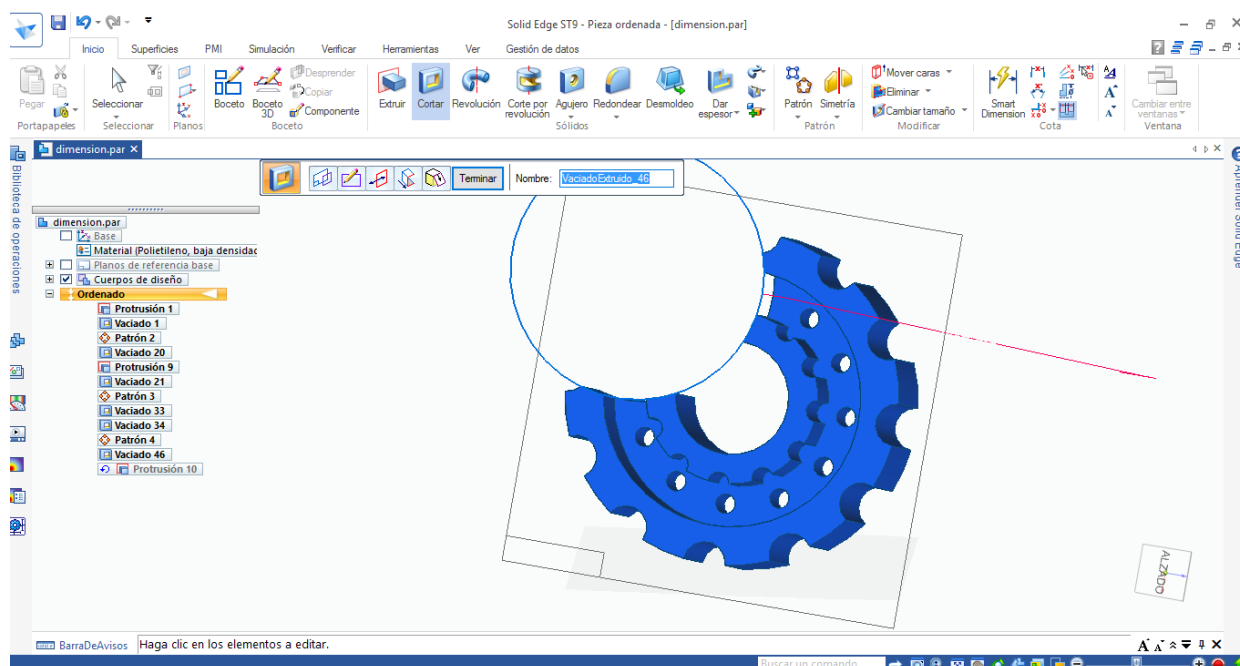 Solid Edge ST9 - Pieza ordenada - [dimension.par]
Inicio Superficies PMI Simulación Verificar Herramientas Ver Gestión de datos
Pegar
Portapapeles
Seleccionar
Seleccionar
Planos
Boceto
Boceto 3D
Desprender
Copiar
Componente
Boceto
Extruir
Cortar
Revolución
Corte por revolución
Agujero
Redondear
Desmoldeo
Dar espesor
Sólidos
Patrón
Simetría
Patrón
Mover caras
Eliminar
Cambiar tamaño
Modificar
Smart Dimension
Cota
Cambiar entre ventanas
Ventana
dimension.par
Biblioteca de operaciones
Terminar
Nombre: VaciadoExtruido_46
Aprender Solid Edge
dimension.par
Base
Material (Polietileno, baja densidad
Planos de referencia base
Cuerpos de diseño
Ordenado
Protrusión 1
Vaciado 1
Patrón 2
Vaciado 20
Protrusión 9
Vaciado 21
Patrón 3
Vaciado 33
Vaciado 34
Patrón 4
Vaciado 46
Protrusión 10
ALZADO
BarraDeAvisos Haga clic en los elementos a editar.
Buscar un comando